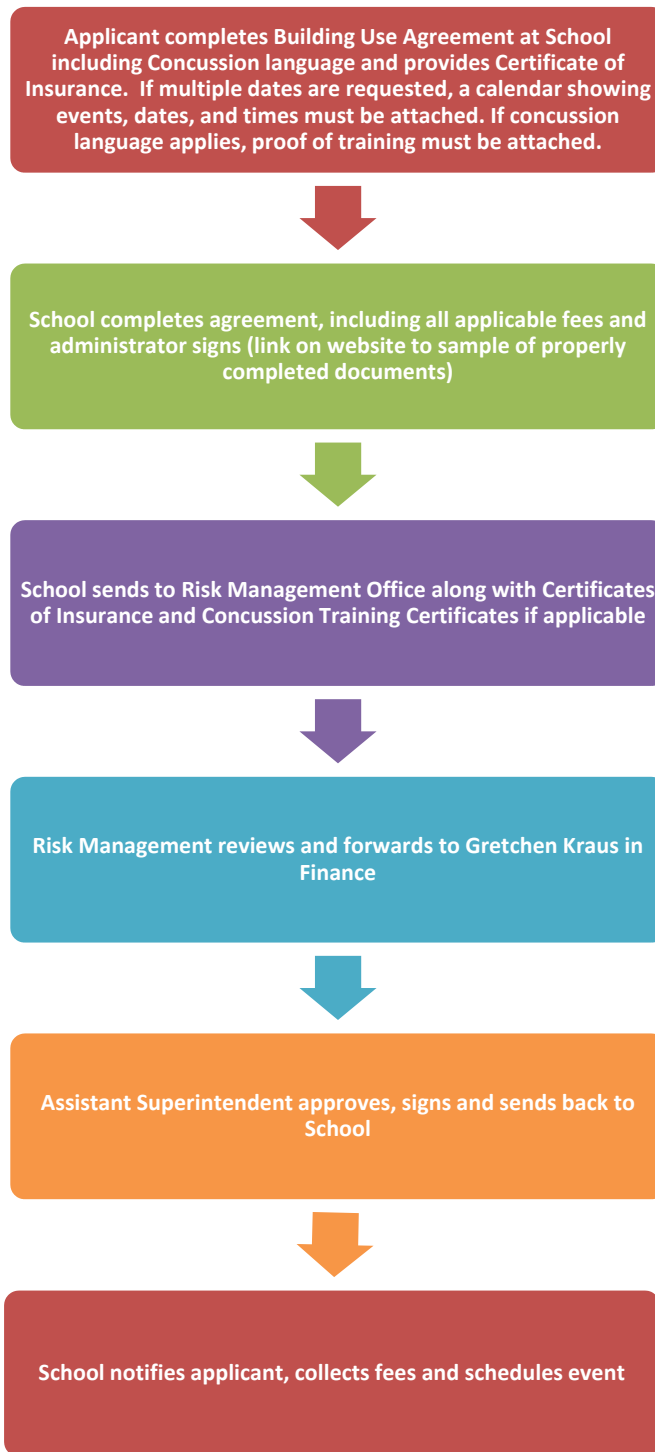 Applicant completes Building Use Agreement at School
including Concussion language and provides Certificate of
Insurance.  If multiple dates are requested, a calendar showing
events, dates, and times must be attached. If concussion
language applies, proof of training must be attached.
School completes agreement, including all applicable fees and
administrator signs (link on website to sample of properly
completed documents)
School sends to Risk Management Office along with Certificates
of Insurance and Concussion Training Certificates if applicable
Risk Management reviews and forwards to Gretchen Kraus in
Finance
Assistant Superintendent approves, signs and sends back to
School
School notifies applicant, collects fees and schedules event